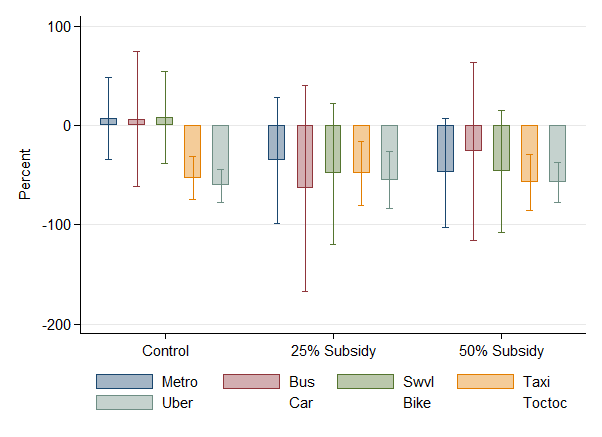 100
0
-100
-200
Percent
Control 25% Subsidy 50% Subsidy
Metro Bus Swvl Taxi
Uber Car Bike Toctoc